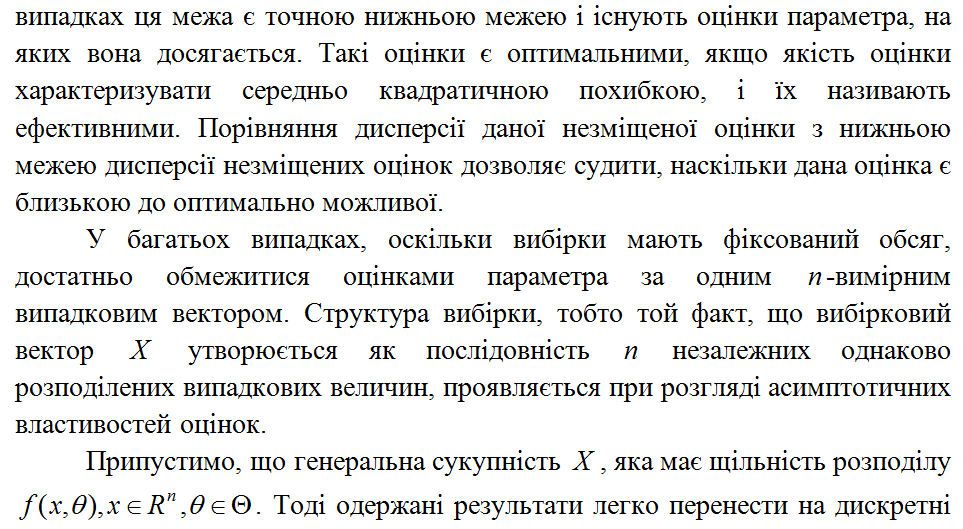 випадках ця межа є точною нижньою межею і існують оцінки параметра, на
яких вона досягається. Такі оцінки є оптимальними, якщо якість оцінки
характеризувати середньо квадратичною похибкою, і їх називають
ефективними. Порівняння дисперсії даної незміщеної оцінки з нижньою
межею дисперсії незміщених оцінок дозволяє судити, наскільки дана оцінка є
близькою до оптимально можливої.
У багатьох випадках, оскільки вибірки мають фіксований обсяг,
достатньо обмежитися оцінками параметра за одним n-вимірним
випадковим вектором. Структура вибірки, тобто той факт, що вибірковий
вектор X утворюється як послідовність n незалежних однаково
розподілених випадкових величин, проявляється при розгляді асимптотичних
властивостей оцінок.
Припустимо, що генеральна сукупність X , яка має щільність розподілу
f(x,θ), x ∈ Rⁿ, θ ∈ Θ. Тоді одержані результати легко перенести на дискретні